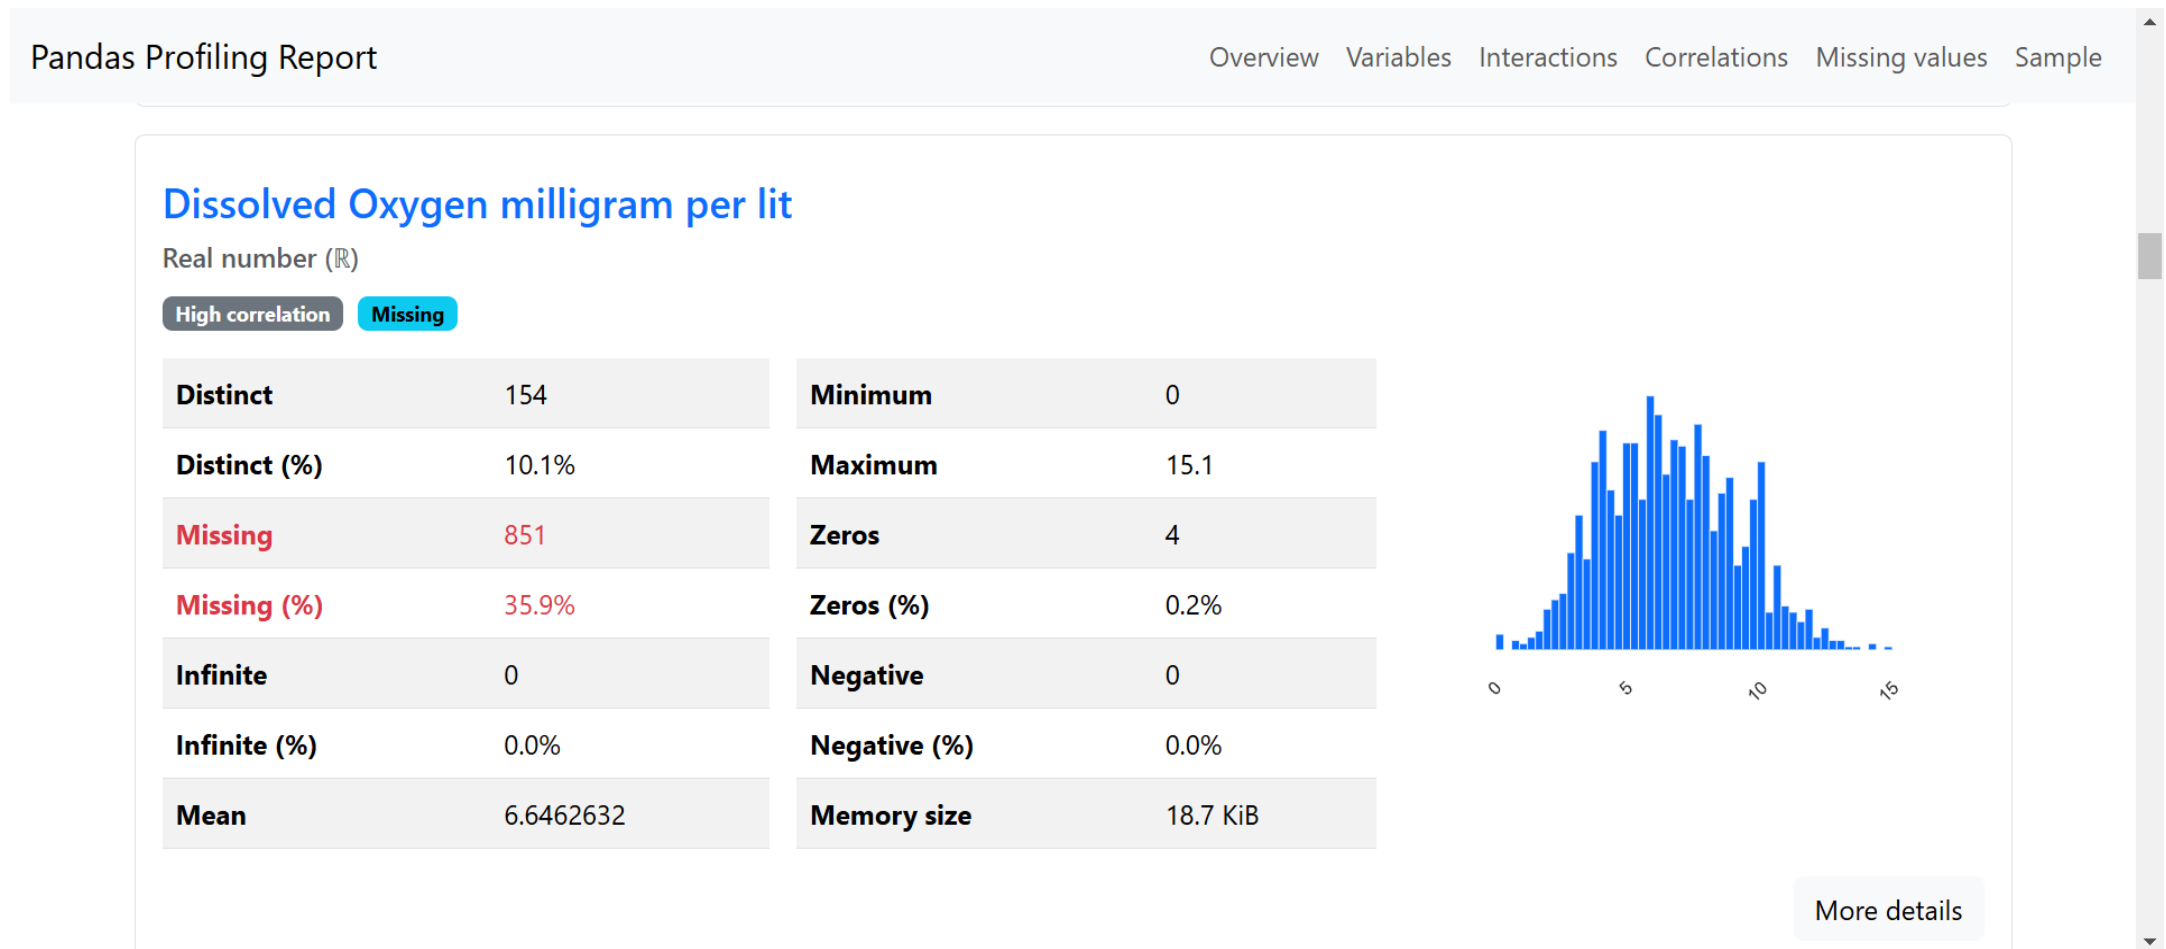 Pandas Profiling Report
Overview Variables Interactions Correlations Missing values Sample
Dissolved Oxygen milligram per lit
Real number (ℝ)
High correlation Missing
Distinct 154
Distinct (%) 10.1%
Missing 851
Missing (%) 35.9%
Infinite 0
Infinite (%) 0.0%
Mean 6.6462632
Minimum 0
Maximum 15.1
Zeros 4
Zeros (%) 0.2%
Negative 0
Negative (%) 0.0%
Memory size 18.7 KiB
0 5 10 15
More details